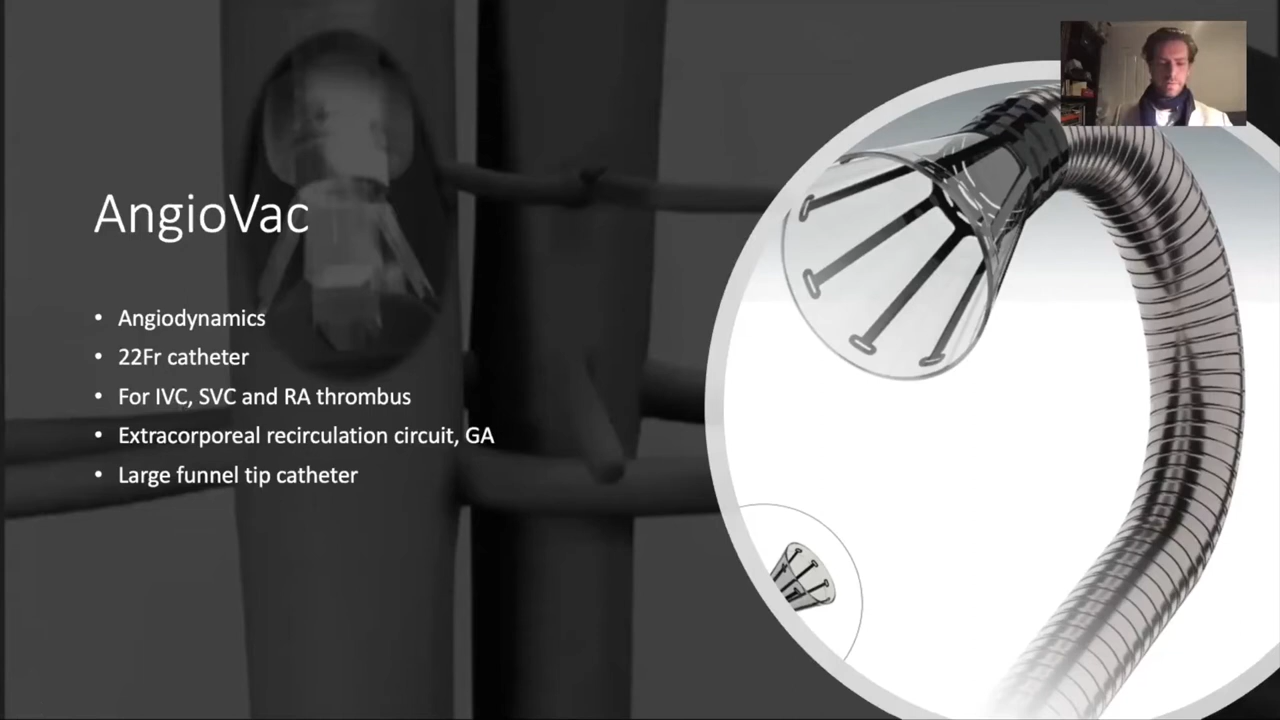 AngioVac
• Angiodynamics
• 22Fr catheter
• For IVC, SVC and RA thrombus
• Extracorporeal recirculation circuit, GA
• Large funnel tip catheter